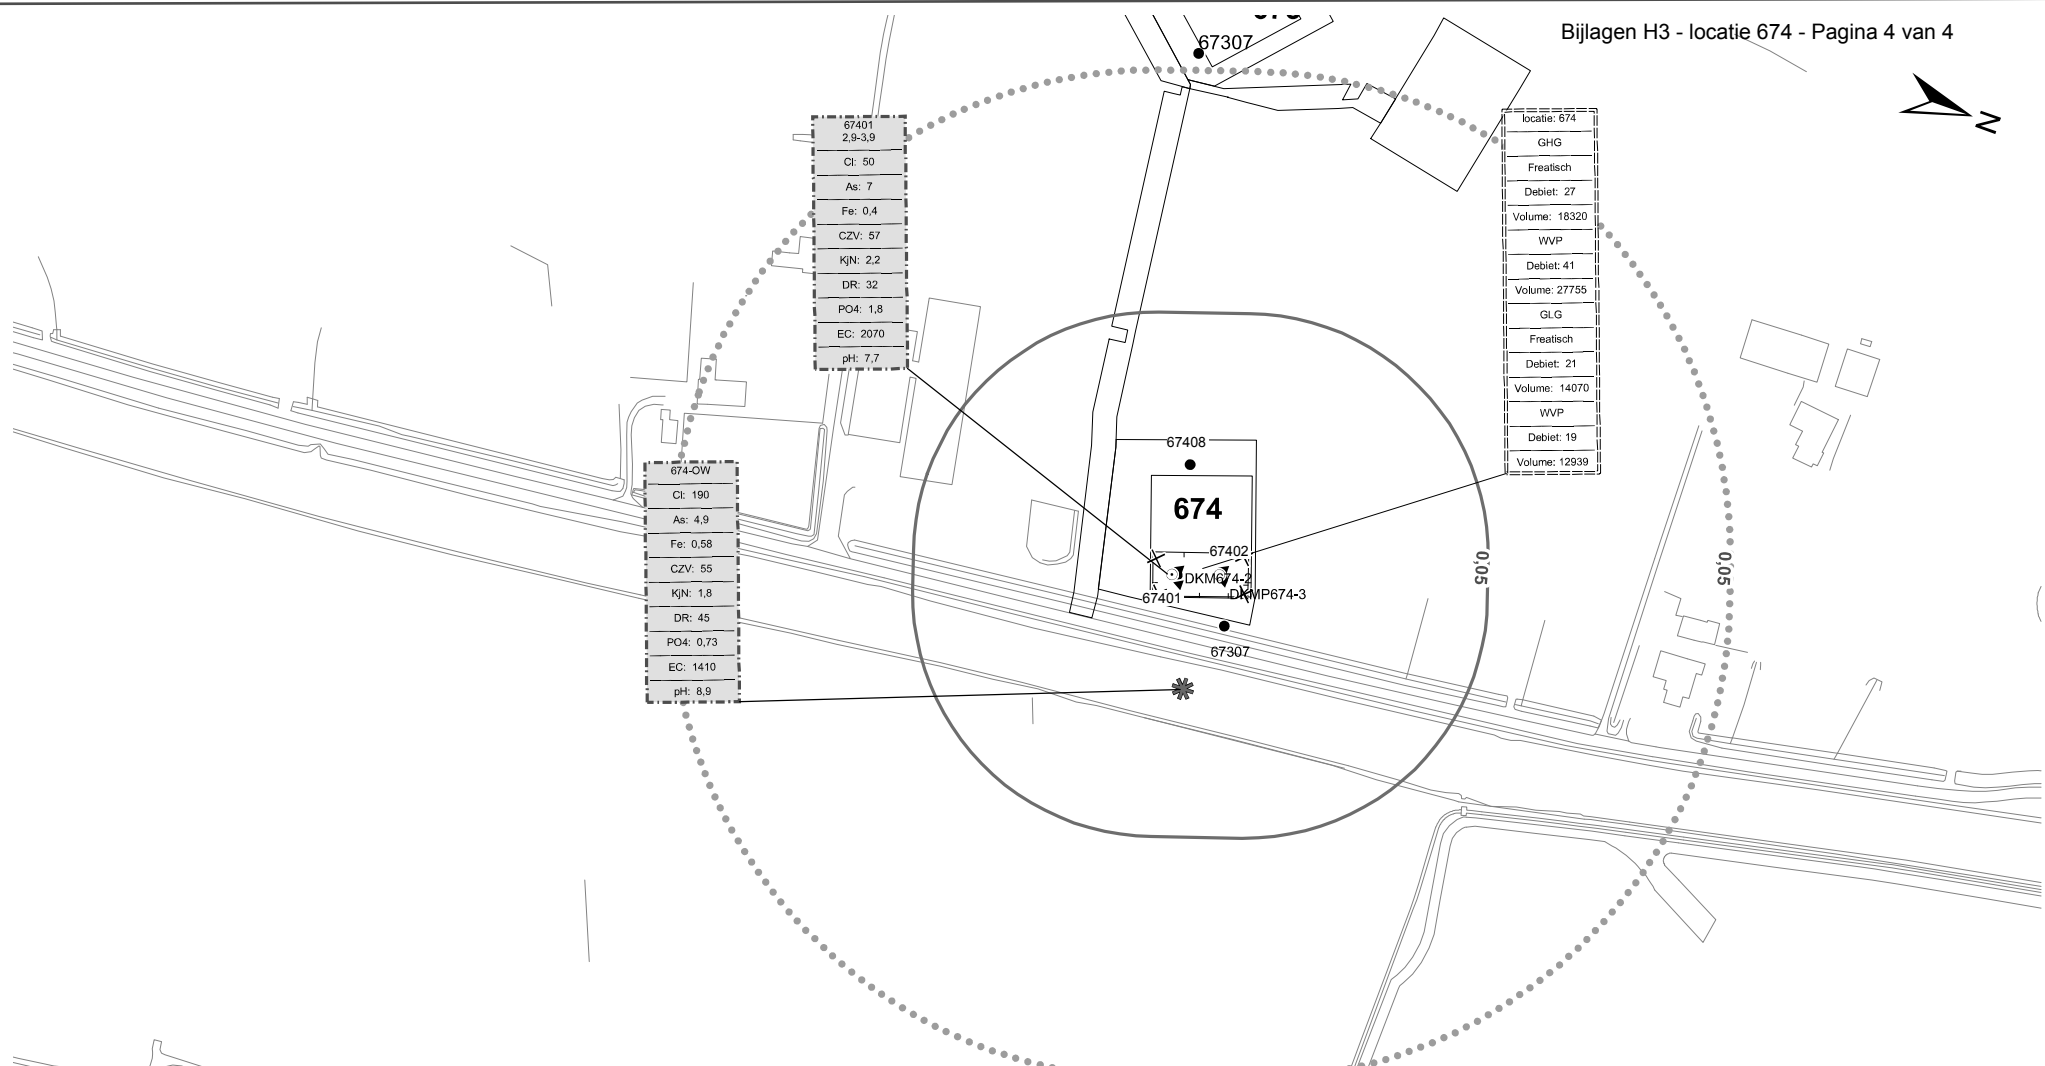 Bijlagen H3 - locatie 674 - Pagina 4 van 4
N
67307
67401
2,9-3,9
Cl: 50
As: 7
Fe: 0,4
CZV: 57
KjN: 2,2
DR: 32
PO4: 1,8
EC: 2070
pH: 7,7
locatie: 674
GHG
Freatisch
Debiet: 27
Volume: 18320
WVP
Debiet: 41
Volume: 27755
GLG
Freatisch
Debiet: 21
Volume: 14070
WVP
Debiet: 19
Volume: 12939
674-OW
Cl: 190
As: 4,9
Fe: 0,58
CZV: 55
KjN: 1,8
DR: 45
PO4: 0,73
EC: 1410
pH: 8,9
67408
674
67402
DKM674-2
67401
DKMP674-3
67307
0,05
0,05